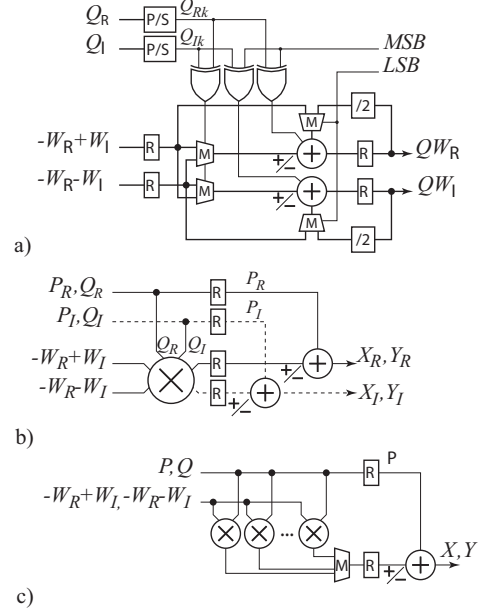 Q_R P/S Q_Rk
Q_I P/S Q_Ik MSB
LSB
/2
M
-W_R+W_I R M +/− + R QW_R
-W_R-W_I R M +/− + R QW_I
M
/2
a)
P_R,Q_R R P_R
P_I,Q_I R P_I
Q_R Q_I
-W_R+W_I × R +/− + X_R,Y_R
-W_R-W_I R +/− + X_I,Y_I
b)
P,Q R P
-W_R+W_I,-W_R-W_I
× × ... × X,Y
M R +/− +
c)